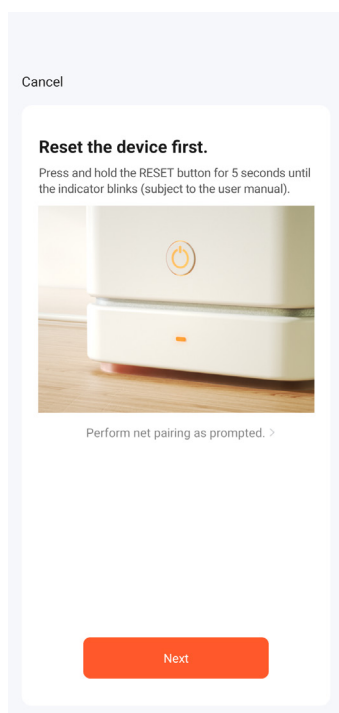 Cancel
Reset the device first.
Press and hold the RESET button for 5 seconds until
the indicator blinks (subject to the user manual).
Perform net pairing as prompted. >
Next